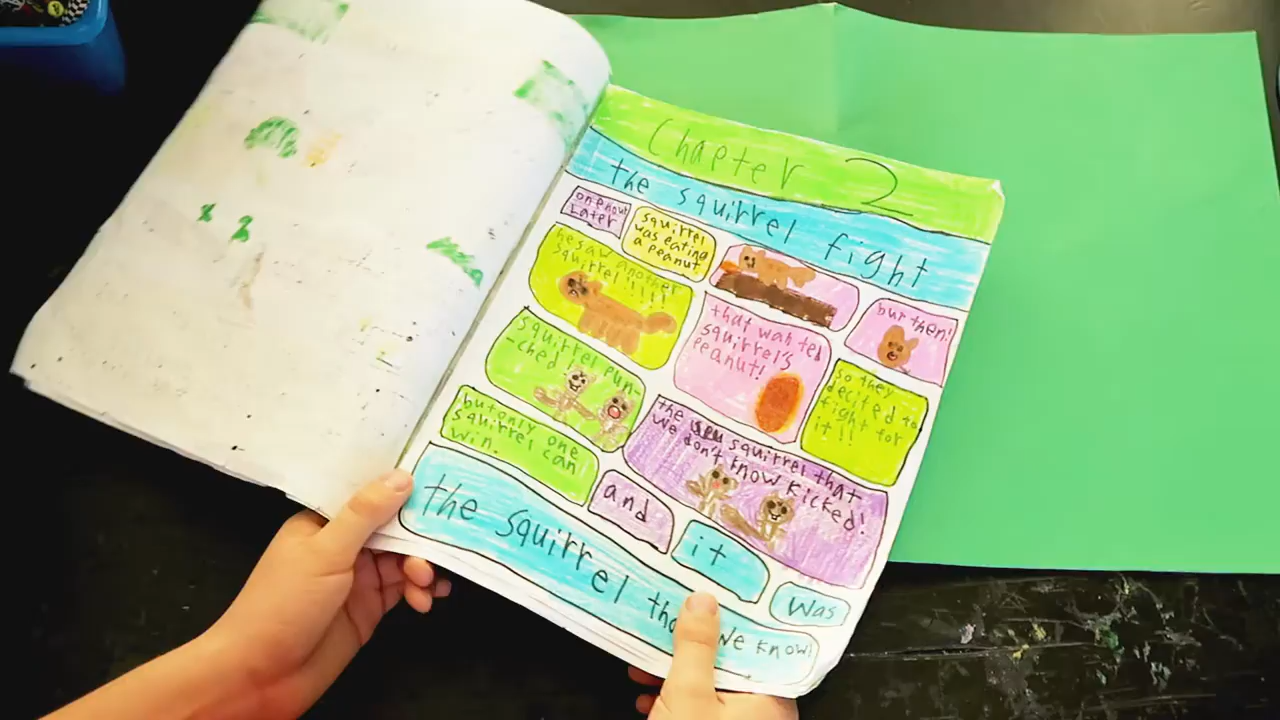 Chapter 2
the squirrel fight
one hour
Later
squirrel
was eating
a peanut
he saw another
squirrel!!!!!
but then!
that wanted
squirrel's
peanut!
so they
decited to
fight for
it!!
squirrel pun-
-ched!
the squirrel that
we don't know kicked!
but only one
squirrel can
win.
and
it
was
the squirrel that we know!